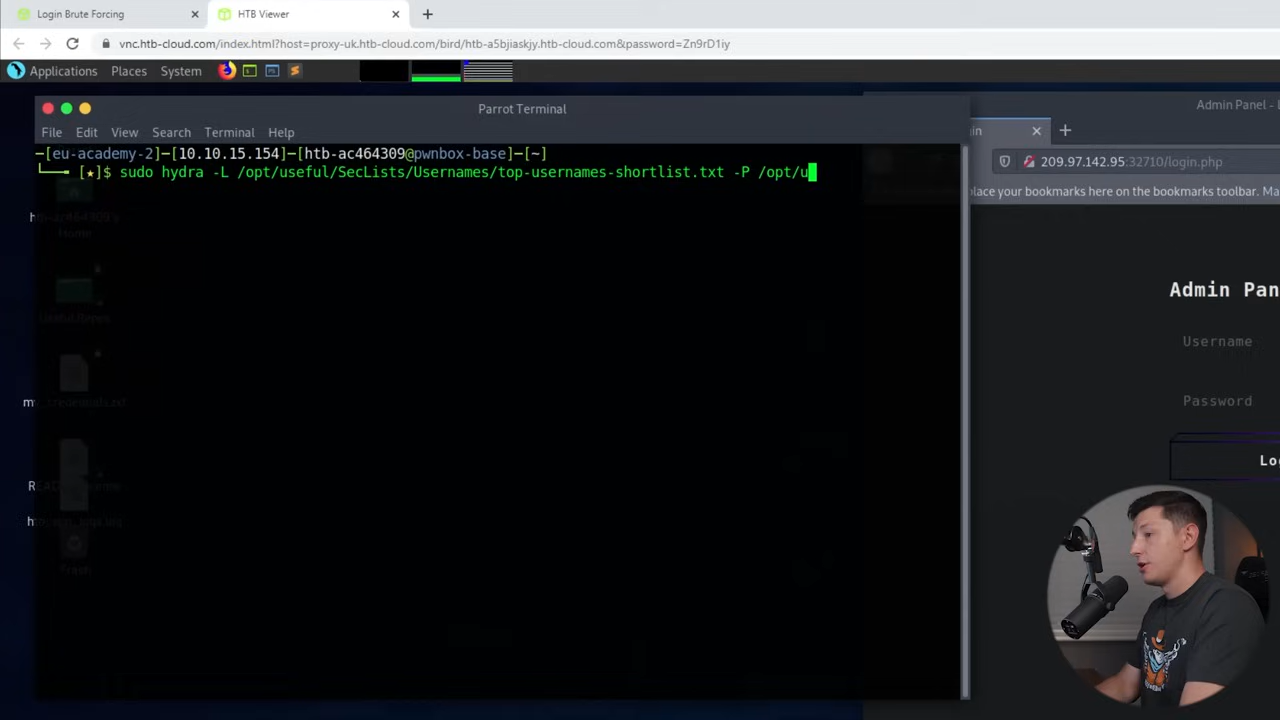 Login Brute Forcing
HTB Viewer
vnc.htb-cloud.com/index.html?host=proxy-uk.htb-cloud.com/bird/htb-a5bjiaskjy.htb-cloud.com&password=Zn9rD1iy
Applications Places System
Parrot Terminal
Admin Panel - L
File Edit View Search Terminal Help
in
209.97.142.95:32710/login.php
place your bookmarks here on the bookmarks toolbar. Ma
─[eu-academy-2]─[10.10.15.154]─[htb-ac464309@pwnbox-base]─[~]
└──╼ [★]$ sudo hydra -L /opt/useful/SecLists/Usernames/top-usernames-shortlist.txt -P /opt/u
Admin Pan
Username
Password
Lo